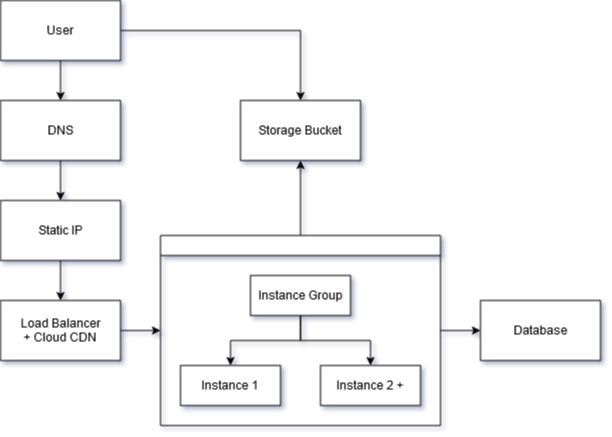 User
DNS
Storage Bucket
Static IP
Instance Group
Load Balancer
+ Cloud CDN
Database
Instance 1
Instance 2 +